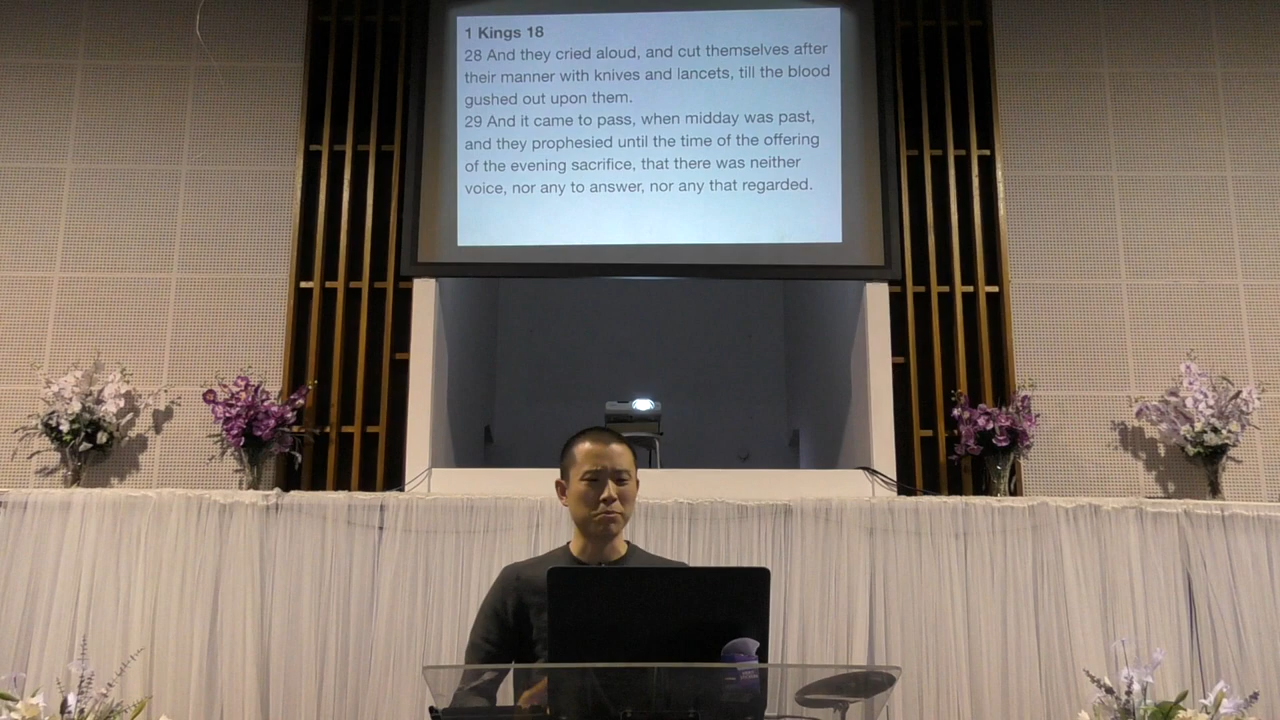 1 Kings 18
28 And they cried aloud, and cut themselves after
their manner with knives and lancets, till the blood
gushed out upon them.
29 And it came to pass, when midday was past,
and they prophesied until the time of the offering
of the evening sacrifice, that there was neither
voice, nor any to answer, nor any that regarded.